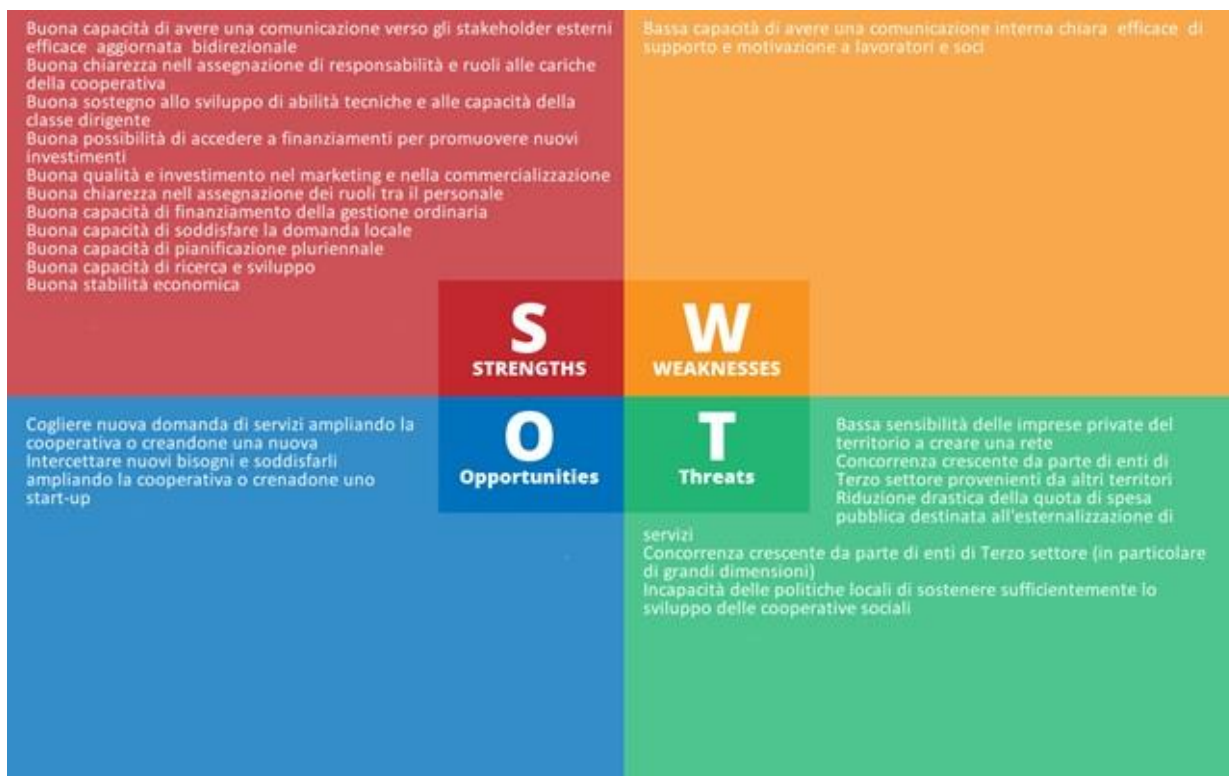 Buona capacità di avere una comunicazione verso gli stakeholder esterni
efficace aggiornata bidirezionale
Buona chiarezza nell assegnazione di responsabilità e ruoli alle cariche
della cooperativa
Buona sostegno allo sviluppo di abilità tecniche e alle capacità della
classe dirigente
Buona possibilità di accedere a finanziamenti per promuovere nuovi
investimenti
Buona qualità e investimento nel marketing e nella commercializzazione
Buona chiarezza nell assegnazione dei ruoli tra il personale
Buona capacità di finanziamento della gestione ordinaria
Buona capacità di soddisfare la domanda locale
Buona capacità di pianificazione pluriennale
Buona capacità di ricerca e sviluppo
Buona stabilità economica
S
STRENGTHS
Bassa capacità di avere una comunicazione interna chiara efficace di
supporto e motivazione a lavoratori e soci
W
WEAKNESSES
Cogliere nuova domanda di servizi ampliando la
cooperativa o creandone una nuova
Intercettare nuovi bisogni e soddisfarli
ampliando la cooperativa o crenadone uno
start-up
O
Opportunities
T
Threats
Bassa sensibilità delle imprese private del
territorio a creare una rete
Concorrenza crescente da parte di enti di
Terzo settore provenienti da altri territori
Riduzione drastica della quota di spesa
pubblica destinata all'esternalizzazione di
servizi
Concorrenza crescente da parte di enti di Terzo settore (in particolare
di grandi dimensioni)
Incapacità delle politiche locali di sostenere sufficientemente lo
sviluppo delle cooperative sociali